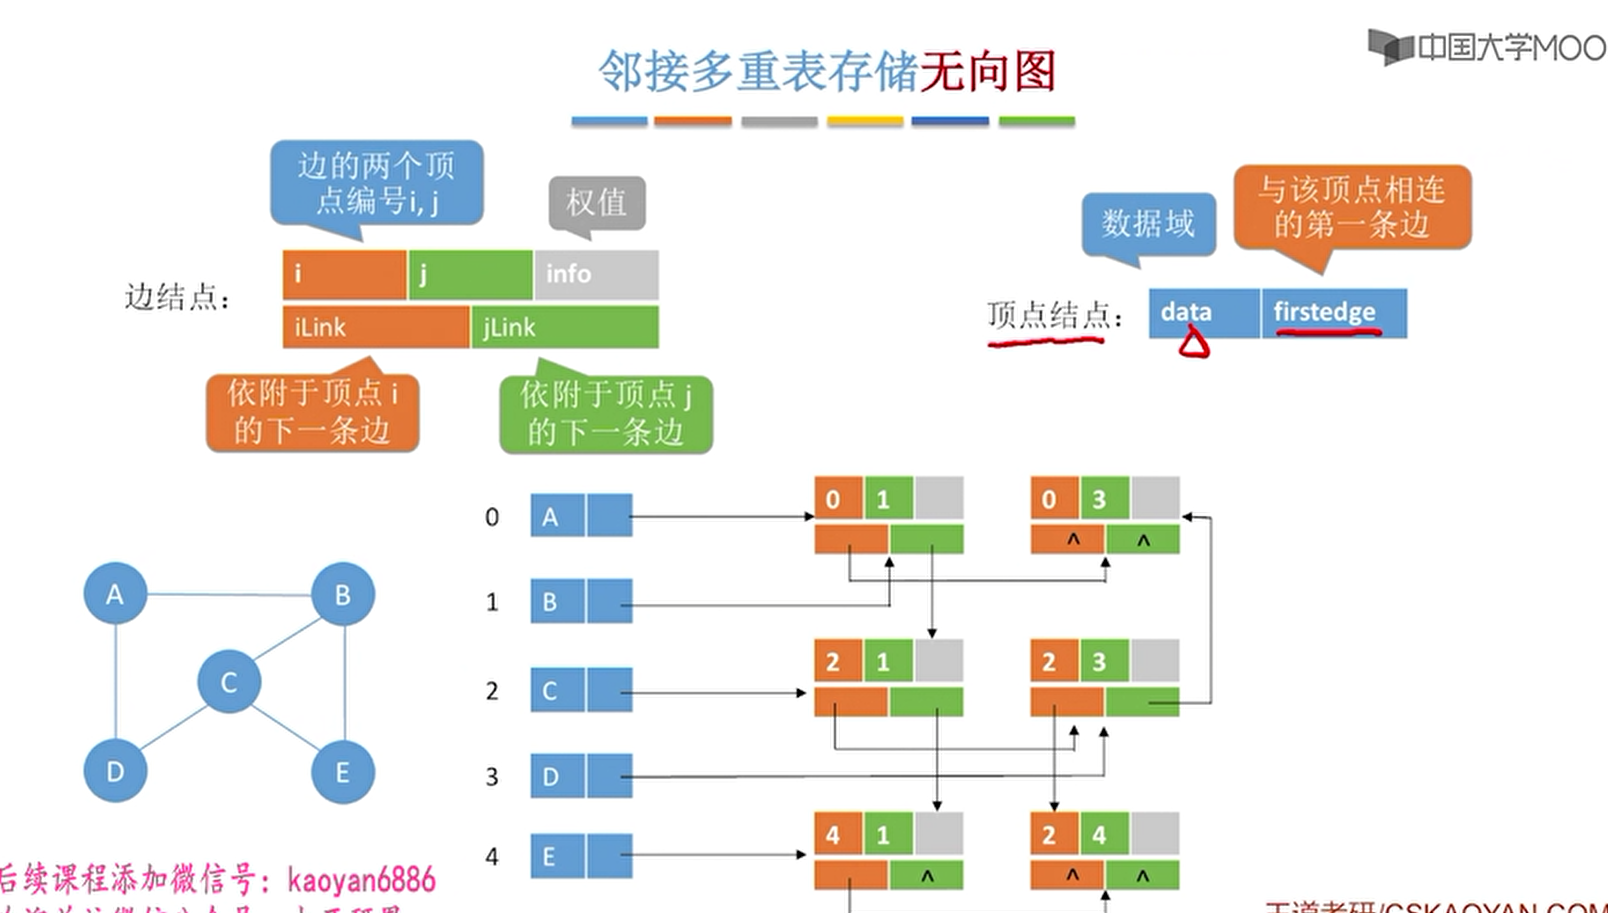 中国大学MOO
邻接多重表存储无向图
边的两个顶
点编号i, j
权值
数据域
与该顶点相连
的第一条边
边结点：
i j info
iLink jLink
顶点结点：
data firstedge
依附于顶点 i
的下一条边
依附于顶点 j
的下一条边
0 A
0 1
0 3
^ ^
1 B
2 C
2 1
2 3
3 D
4 E
4 1
^
2 4
^ ^
A B
C
D E
后续课程添加微信号：kaoyan6886
王道考研/CSKAOYAN.COM